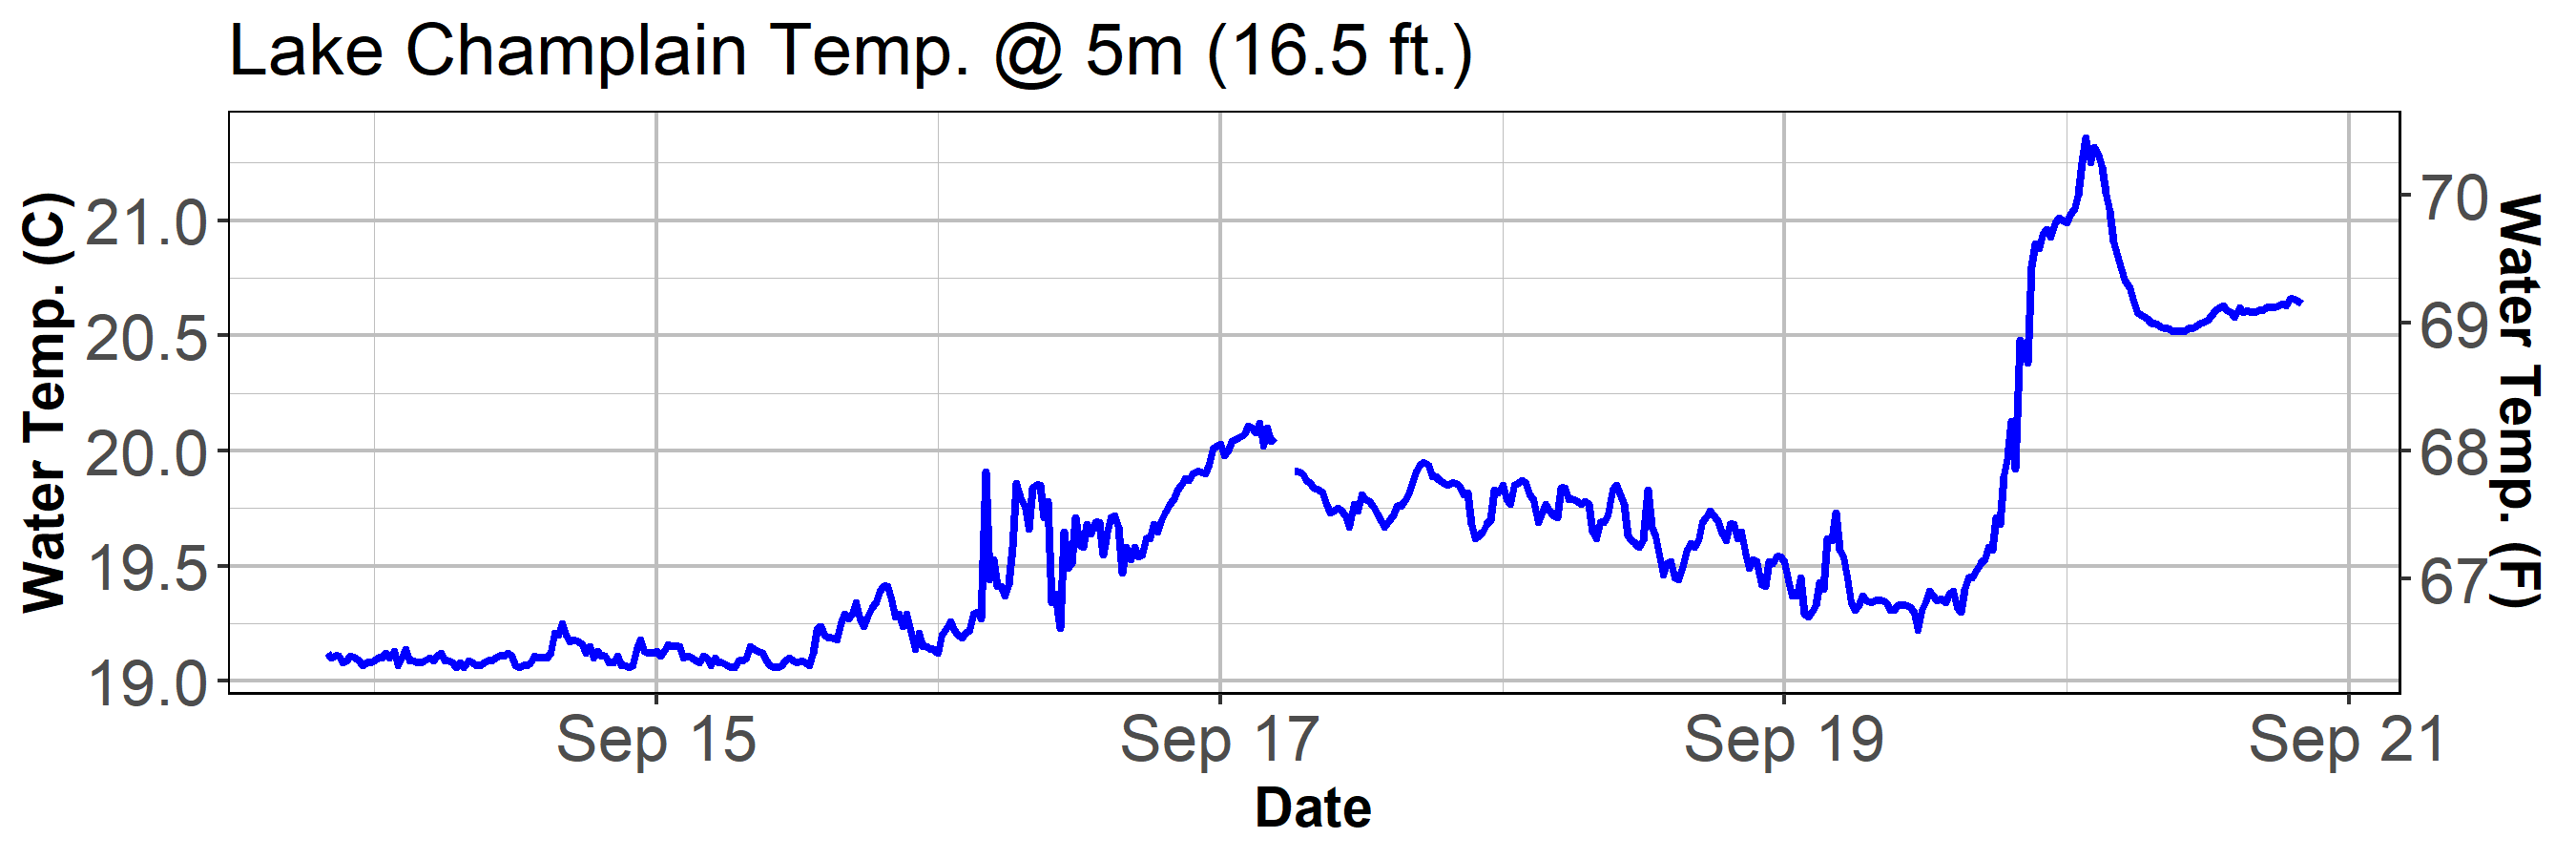 Lake Champlain Temp. @ 5m (16.5 ft.)
Water Temp. (C)
21.0
20.5
20.0
19.5
19.0
70
69
68
67
Water Temp. (F)
Sep 15
Sep 17
Sep 19
Sep 21
Date